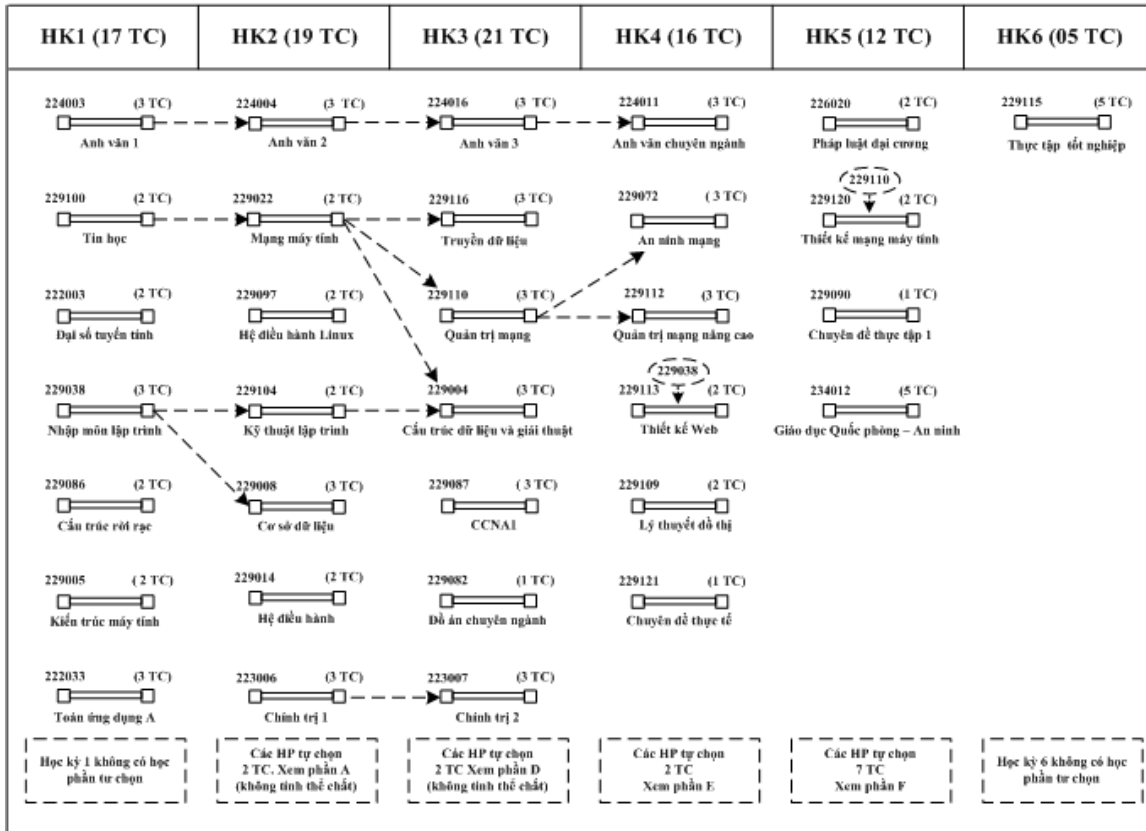 HK1 (17 TC) HK2 (19 TC) HK3 (21 TC) HK4 (16 TC) HK5 (12 TC) HK6 (05 TC)
224003 (3 TC) 224004 (3 TC) 224016 (3 TC) 224011 (3 TC) 226020 (2 TC) 229115 (5 TC)
Anh văn 1 Anh văn 2 Anh văn 3 Anh văn chuyên ngành Pháp luật đại cương Thực tập tốt nghiệp
229110
229100 (2 TC) 229022 (2 TC) 229116 (3 TC) 229072 ( 3 TC) 229120 (2 TC)
Tin học Mạng máy tính Truyền dữ liệu An ninh mạng Thiết kế mạng máy tính
222003 (2 TC) 229097 (2 TC) 229110 (3 TC) 229112 (3 TC) 229090 (1 TC)
Đại số tuyến tính Hệ điều hành Linux Quản trị mạng Quản trị mạng nâng cao Chuyên đề thực tập 1
229038
229038 (3 TC) 229104 (2 TC) 229004 (3 TC) 229113 (2 TC) 234012 (5 TC)
Nhập môn lập trình Kỹ thuật lập trình Cấu trúc dữ liệu và giải thuật Thiết kế Web Giáo dục Quốc phòng – An ninh
229086 (2 TC) 229008 (3 TC) 229087 ( 3 TC) 229109 (2 TC)
Cấu trúc rời rạc Cơ sở dữ liệu CCNA1 Lý thuyết đồ thị
229005 ( 2 TC) 229014 (2 TC) 229082 (1 TC) 229121 (1 TC)
Kiến trúc máy tính Hệ điều hành Đồ án chuyên ngành Chuyên đề thực tế
222033 (3 TC) 223006 (3 TC) 223007 (3 TC)
Toán ứng dụng A Chính trị 1 Chính trị 2
Học kỳ 1 không có học
phần tư chọn
Các HP tự chọn
2 TC. Xem phần A
(không tính thể chất)
Các HP tự chọn
2 TC Xem phần D
(không tính thể chất)
Các HP tự chọn
2 TC
Xem phần E
Các HP tự chọn
7 TC
Xem phần F
Học kỳ 6 không có học
phần tư chọn